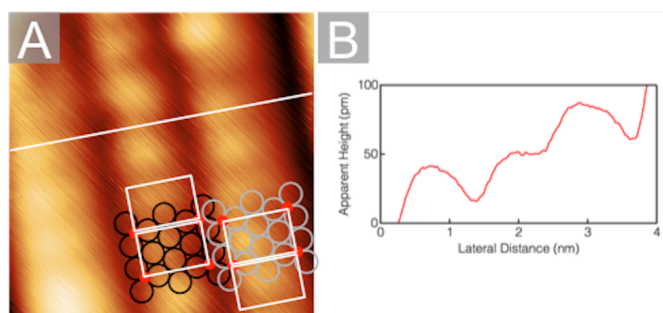 A
B
100
50
0
Apparent Height (pm)
0 1 2 3 4
Lateral Distance (nm)